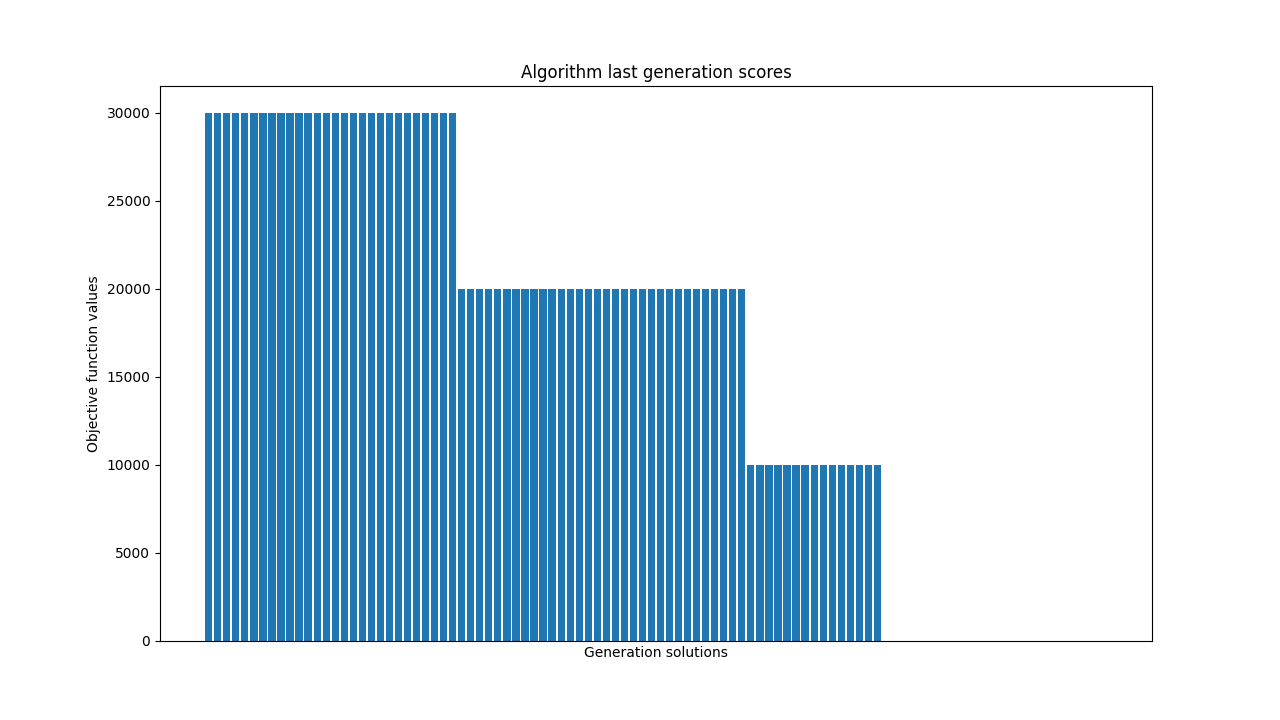 Algorithm last generation scores
30000
25000
20000
15000
10000
5000
0
Objective function values
Generation solutions